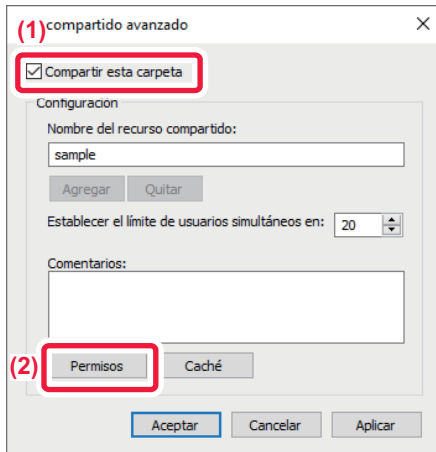 (1) compartido avanzado
Compartir esta carpeta
Configuración
Nombre del recurso compartido:
sample
Agregar Quitar
Establecer el límite de usuarios simultáneos en: 20
Comentarios:
(2) Permisos Caché
Aceptar Cancelar Aplicar